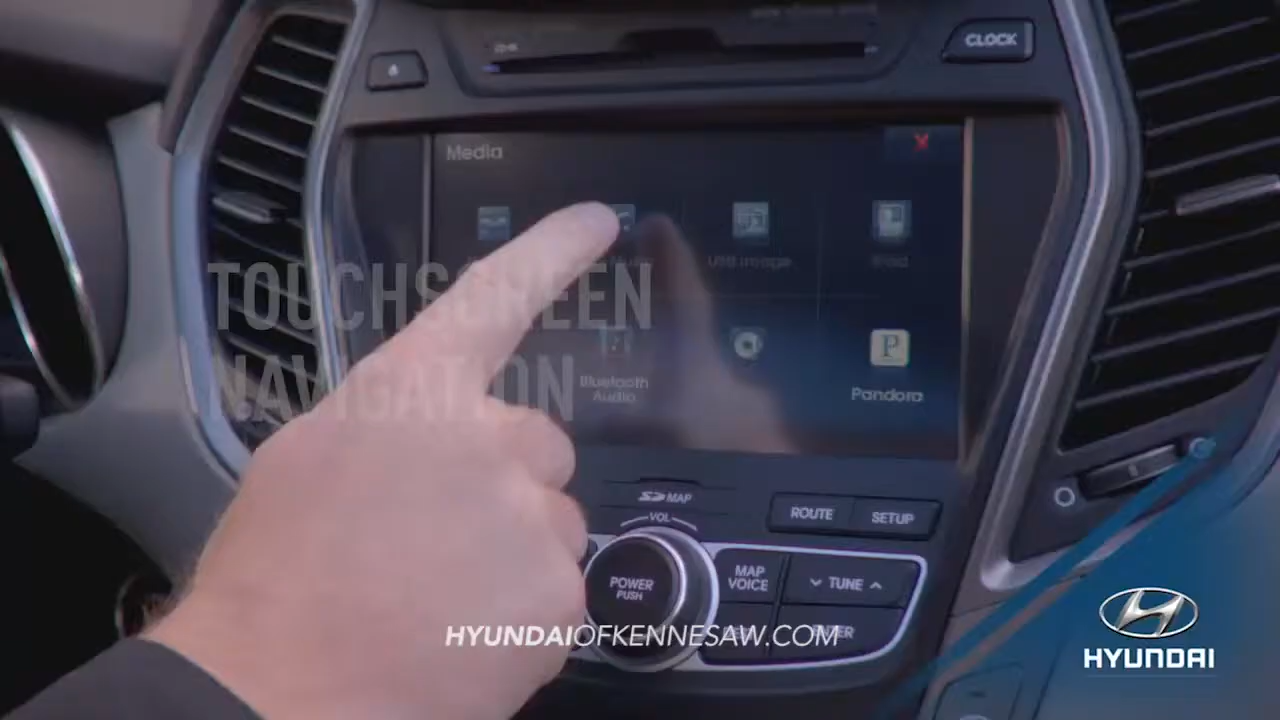 CLOCK
Media
USB Image
TOUCHSCREEN
NAVIGATION
Bluetooth
Audio
P
Pandora
SD MAP
VOL
ROUTE
SETUP
POWER
PUSH
MAP
VOICE
TUNE
HYUNDAIOFKENNESAW.COM
HYUNDAI